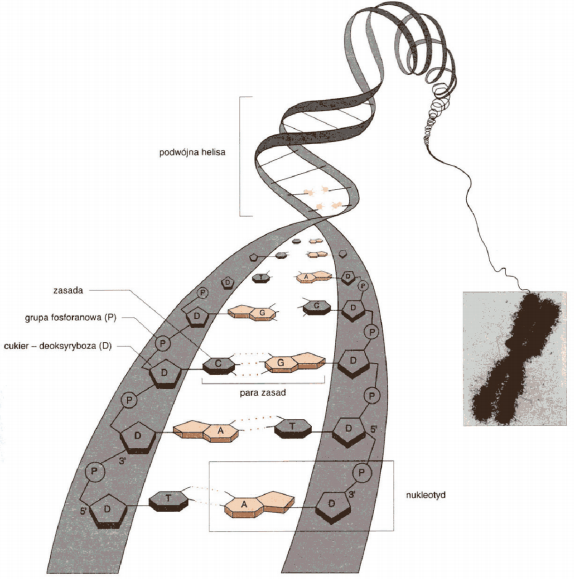 podwójna helisa
T
A
D
D
P
P
D
G
C
D
zasada
grupa fosforanowa (P)
cukier – deoksyryboza (D)
P
P
D
C
G
D
para zasad
P
P
D
A
T
D
5'
3'
P
P
nukleotyd
3'
5'
D
T
A
D